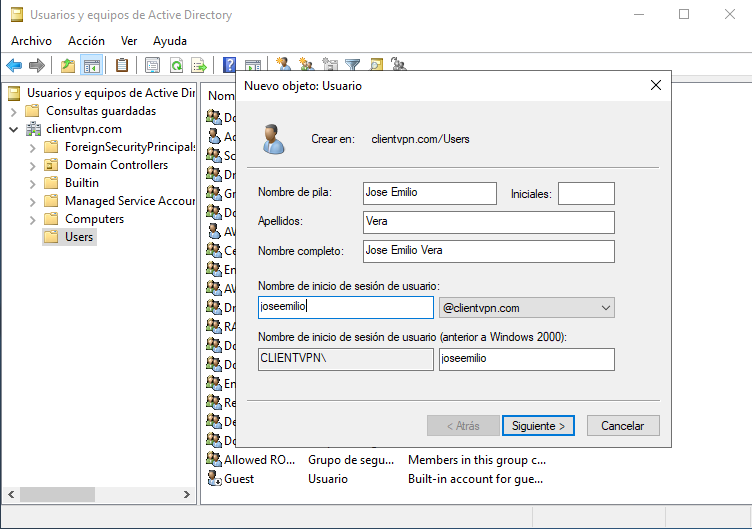 Usuarios y equipos de Active Directory
Archivo Acción Ver Ayuda
Usuarios y equipos de Active Dire
Consultas guardadas
clientvpn.com
ForeignSecurityPrincipals
Domain Controllers
Builtin
Managed Service Accour
Computers
Users
Nom
Do
Ac
Sc
Dr
Gr
Do
AV
Ce
En
AV
Dr
RA
Do
Do
En
Re
De
Do
Allowed RO... Grupo de segu... Members in this group c...
Guest Usuario Built-in account for gue...
Nuevo objeto: Usuario
Crear en: clientvpn.com/Users
Nombre de pila: Jose Emilio Iniciales:
Apellidos: Vera
Nombre completo: Jose Emilio Vera
Nombre de inicio de sesión de usuario:
joseemilio @clientvpn.com
Nombre de inicio de sesión de usuario (anterior a Windows 2000):
CLIENTVPN\ joseemilio
< Atrás Siguiente > Cancelar